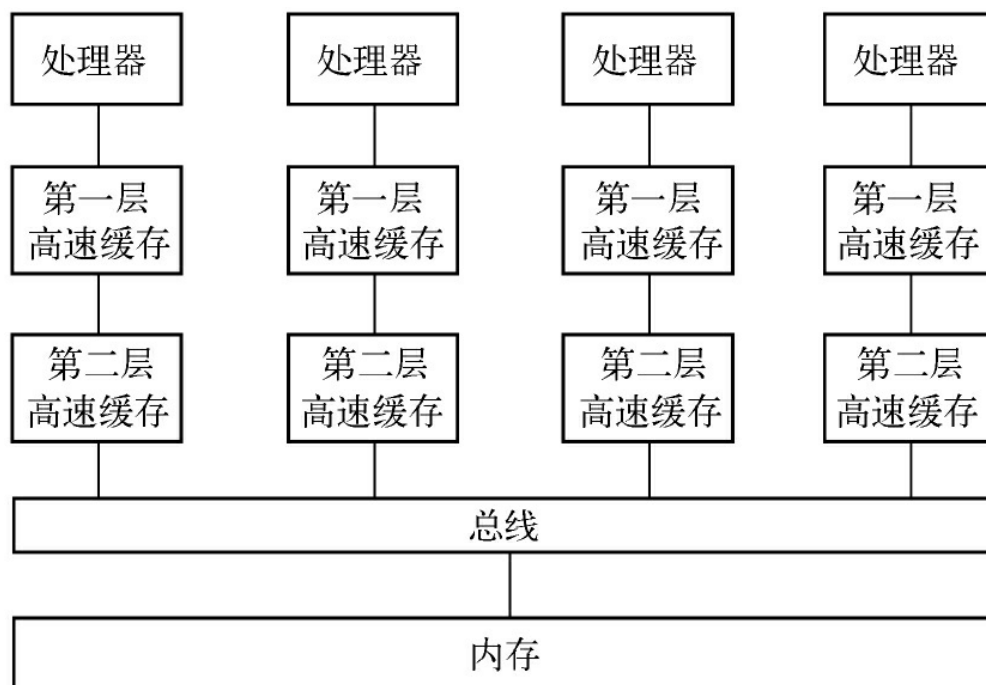 处理器
处理器
处理器
处理器
第一层
高速缓存
第一层
高速缓存
第一层
高速缓存
第一层
高速缓存
第二层
高速缓存
第二层
高速缓存
第二层
高速缓存
第二层
高速缓存
总线
内存